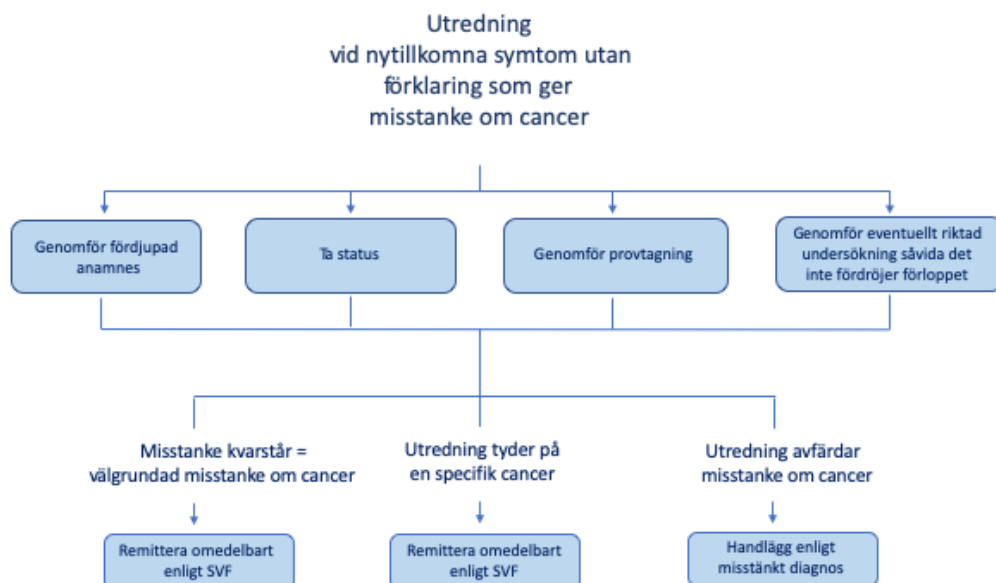 Utredning
vid nytillkomna symtom utan
förklaring som ger
misstanke om cancer
Genomför fördjupad
anamnes
Ta status
Genomför provtagning
Genomför eventuellt riktad
undersökning såvida det
inte fördröjer förloppet
Misstanke kvarstår =
välgrundad misstanke om cancer
Utredning tyder på
en specifik cancer
Utredning avfärdar
misstanke om cancer
Remittera omedelbart
enligt SVF
Remittera omedelbart
enligt SVF
Handlägg enligt
misstänkt diagnos